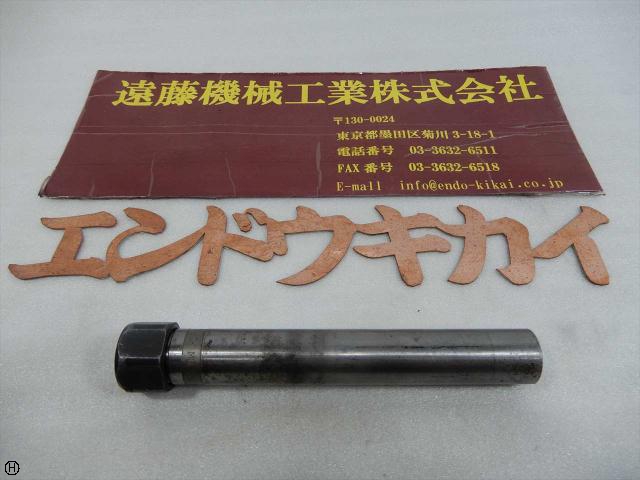 遠藤機械工業株式会社
〒130-0024
東京都墨田区菊川 3-18-1
電話番号 03-3632-6511
FAX 番号 03-3632-6518
E-mail info@endo-kikai.co.jp
エンドウキカイ
H